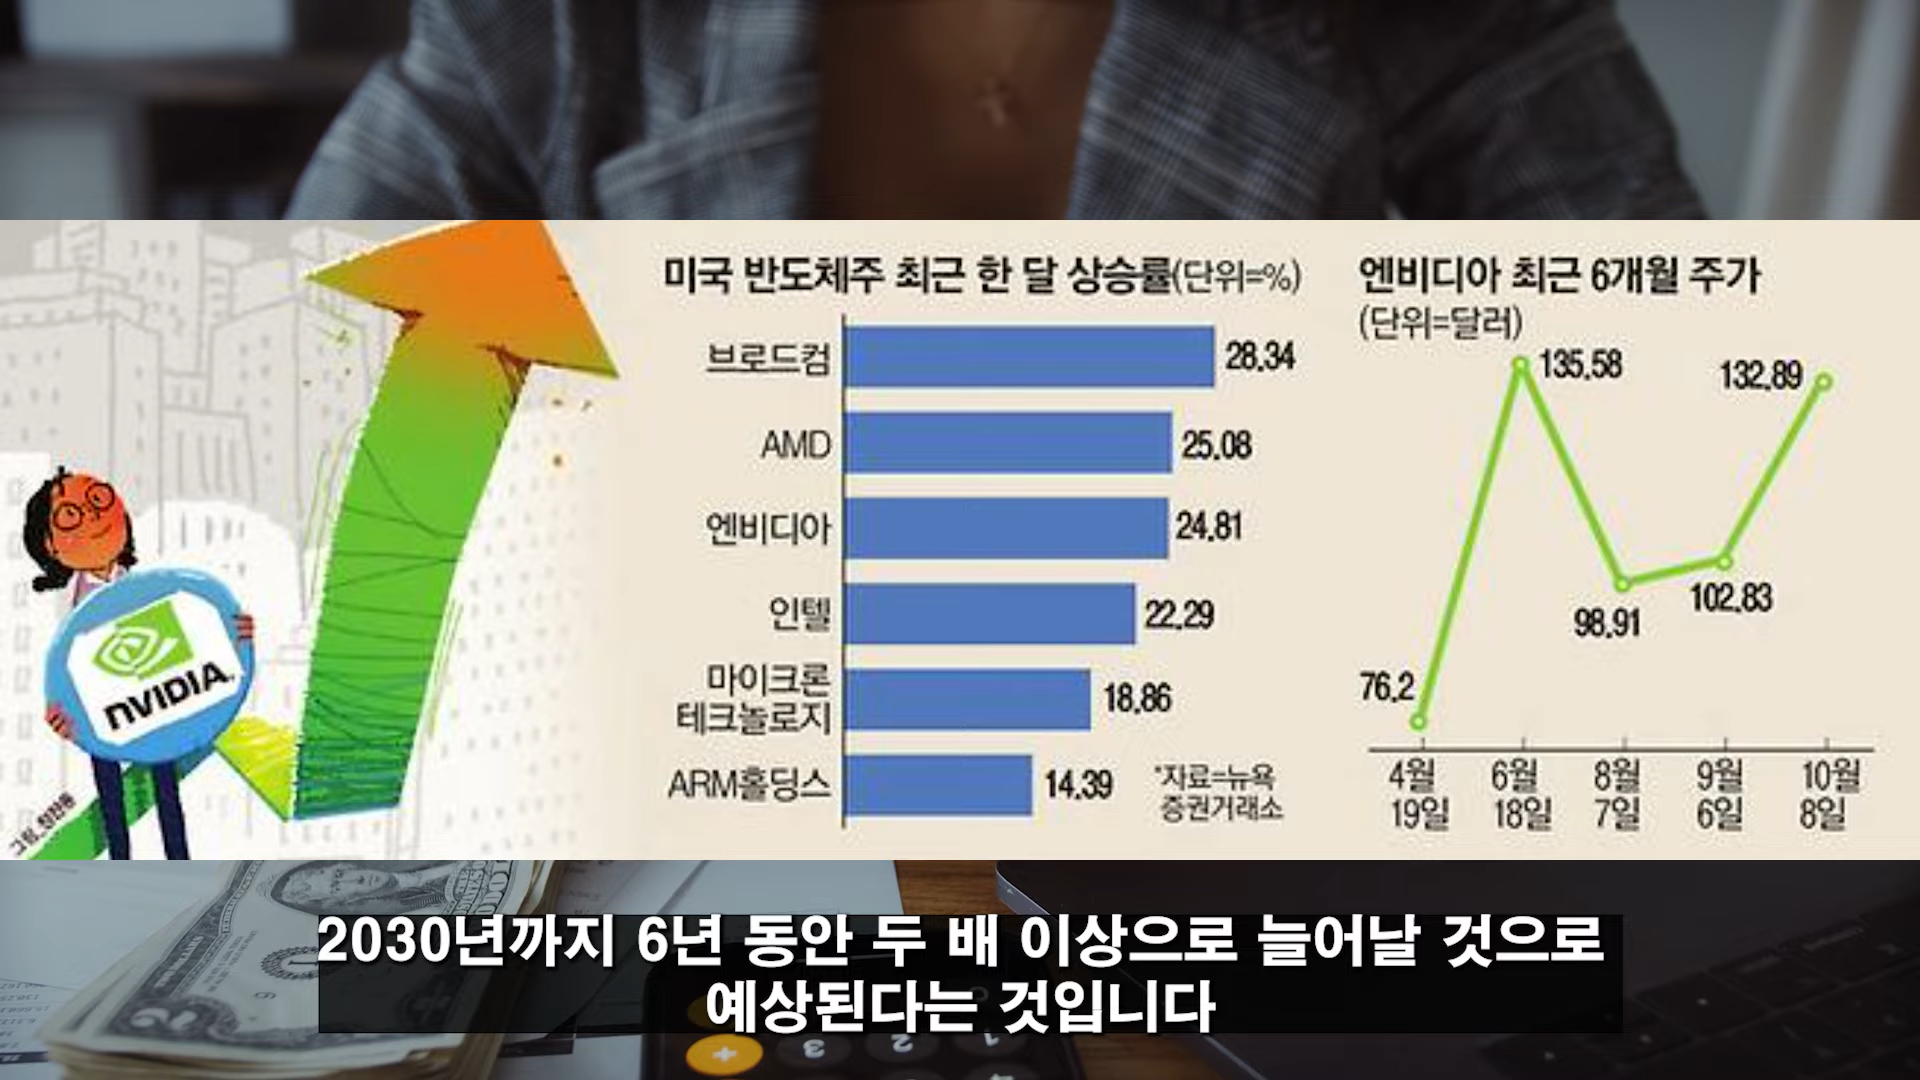 미국 반도체주 최근 한 달 상승률(단위=%)
브로드컴 28.34
AMD 25.08
엔비디아 24.81
인텔 22.29
마이크론
테크놀로지 18.86
ARM홀딩스 14.39
*자료=뉴욕
증권거래소
엔비디아 최근 6개월 주가
(단위=달러)
76.2
135.58
98.91
102.83
132.89
4월 6월 8월 9월 10월
19일 18일 7일 6일 8일
nVIDIA
2030년까지 6년 동안 두 배 이상으로 늘어날 것으로
예상된다는 것입니다